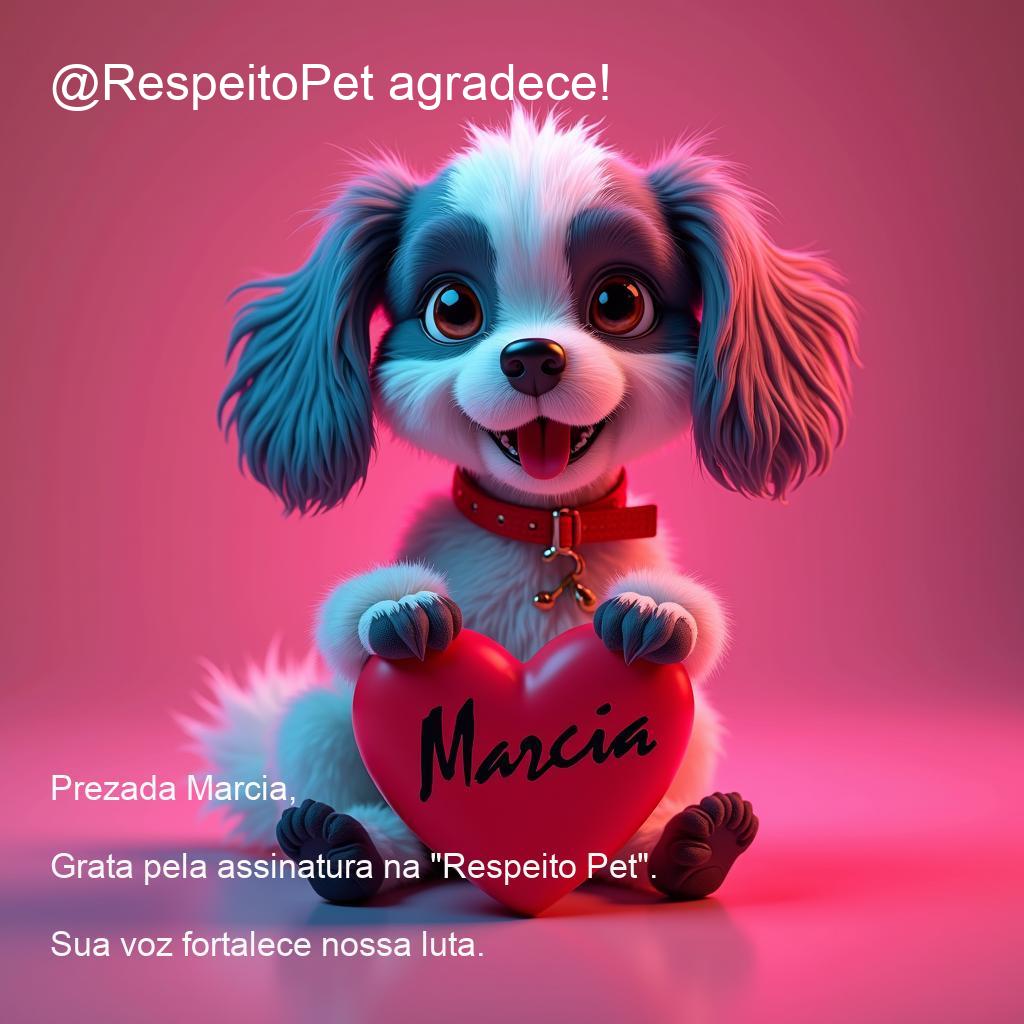 @RespeitoPet agradece!
Marcia
Prezada Marcia,
Grata pela assinatura na "Respeito Pet".
Sua voz fortalece nossa luta.